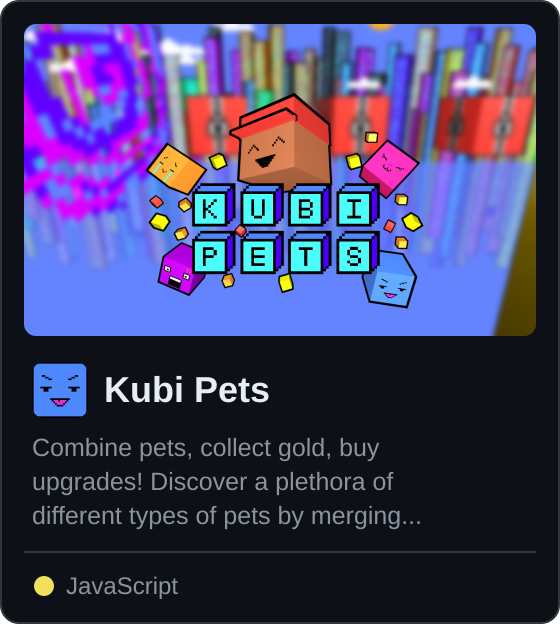 KUBI
PETS
Kubi Pets
Combine pets, collect gold, buy
upgrades! Discover a plethora of
different types of pets by merging...
JavaScript